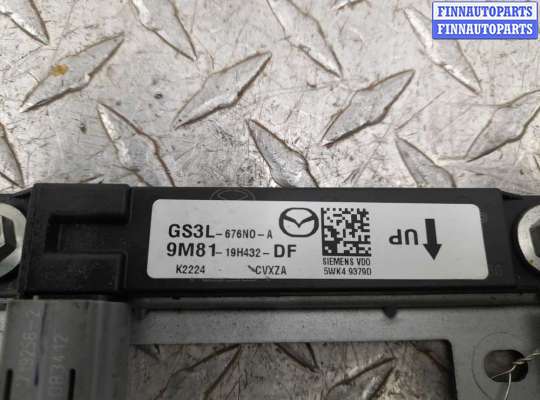 FINNAUTOPARTS
FINNAUTOPARTS
GS3L-676N0-A
9M81-19H432-DF
K2224 CVXZA
SIEMENS VDO
5WK4 9379D
UP